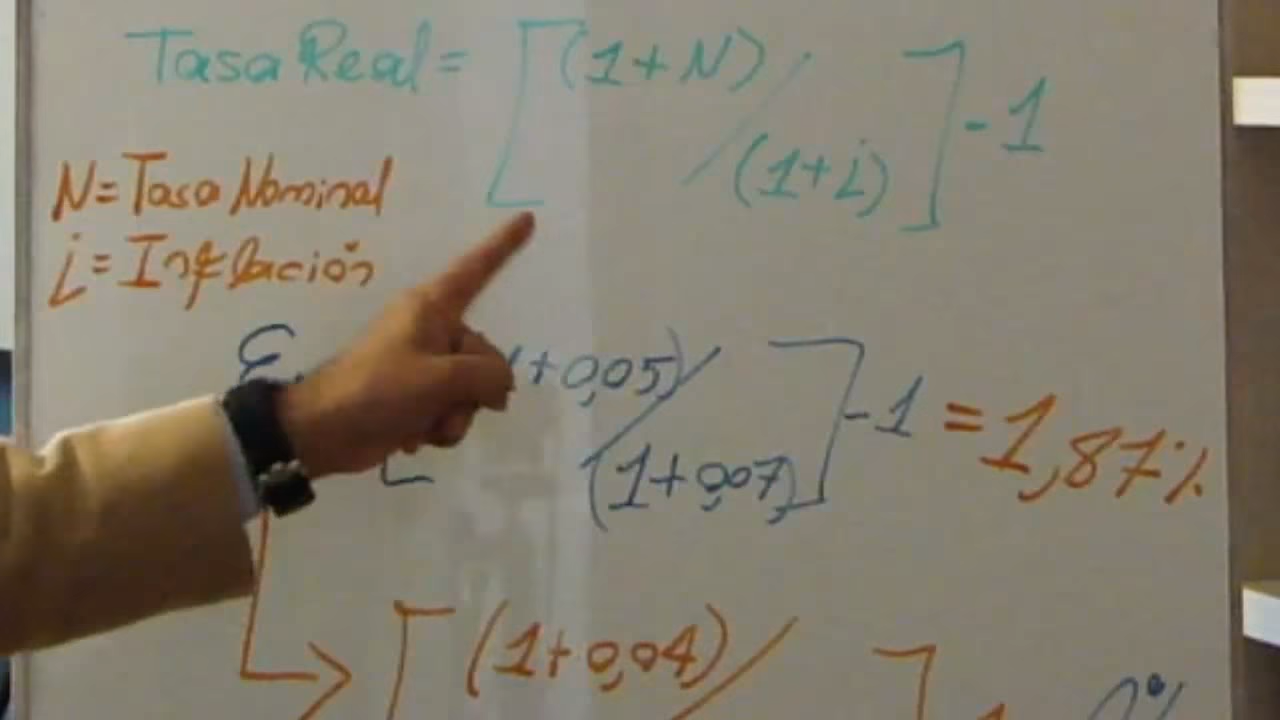 Tasa Real = [(1+N)/(1+i)] - 1
N = Tasa Nominal
i = Inflación
+0,05)/(1+0,07)] - 1 = 1,87%
[(1+0,04)/
0%